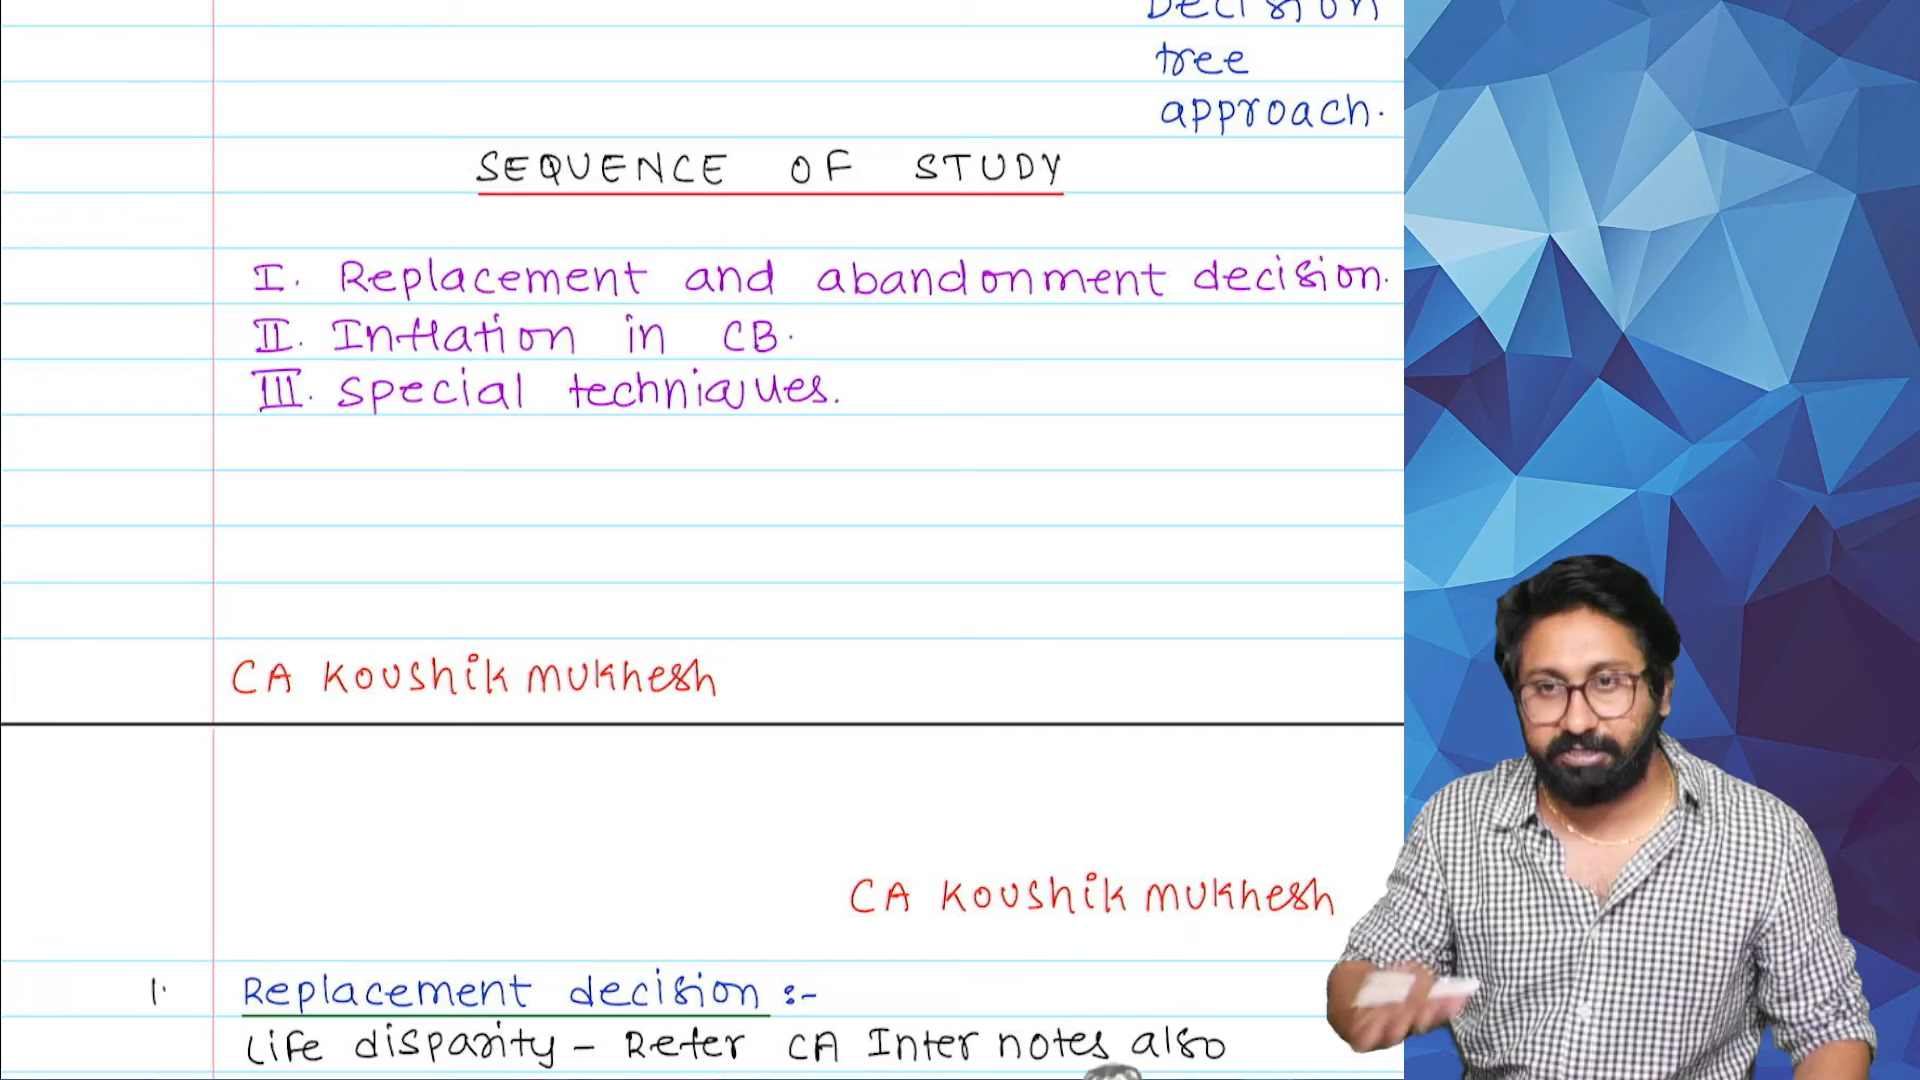 Decision
tree
approach.
SEQUENCE OF STUDY
I. Replacement and abandonment decision.
II. Inflation in CB.
III. Special techniques.
CA Koushik Mukhesh
CA Koushik Mukhesh
1. Replacement decision :-
Life disparity - Refer CA Inter notes also